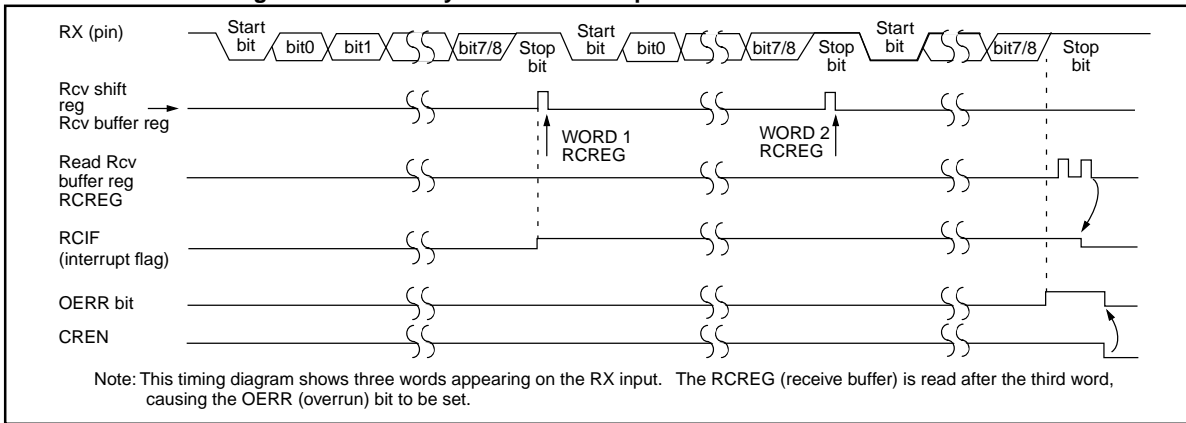 RX (pin)
Start bit
bit0
bit1
bit7/8
Stop bit
Start bit
bit0
bit7/8
Stop bit
Start bit
bit7/8
Stop bit
Rcv shift
reg
Rcv buffer reg
WORD 1
RCREG
WORD 2
RCREG
Read Rcv
buffer reg
RCREG
RCIF
(interrupt flag)
OERR bit
CREN
Note: This timing diagram shows three words appearing on the RX input. The RCREG (receive buffer) is read after the third word,
causing the OERR (overrun) bit to be set.